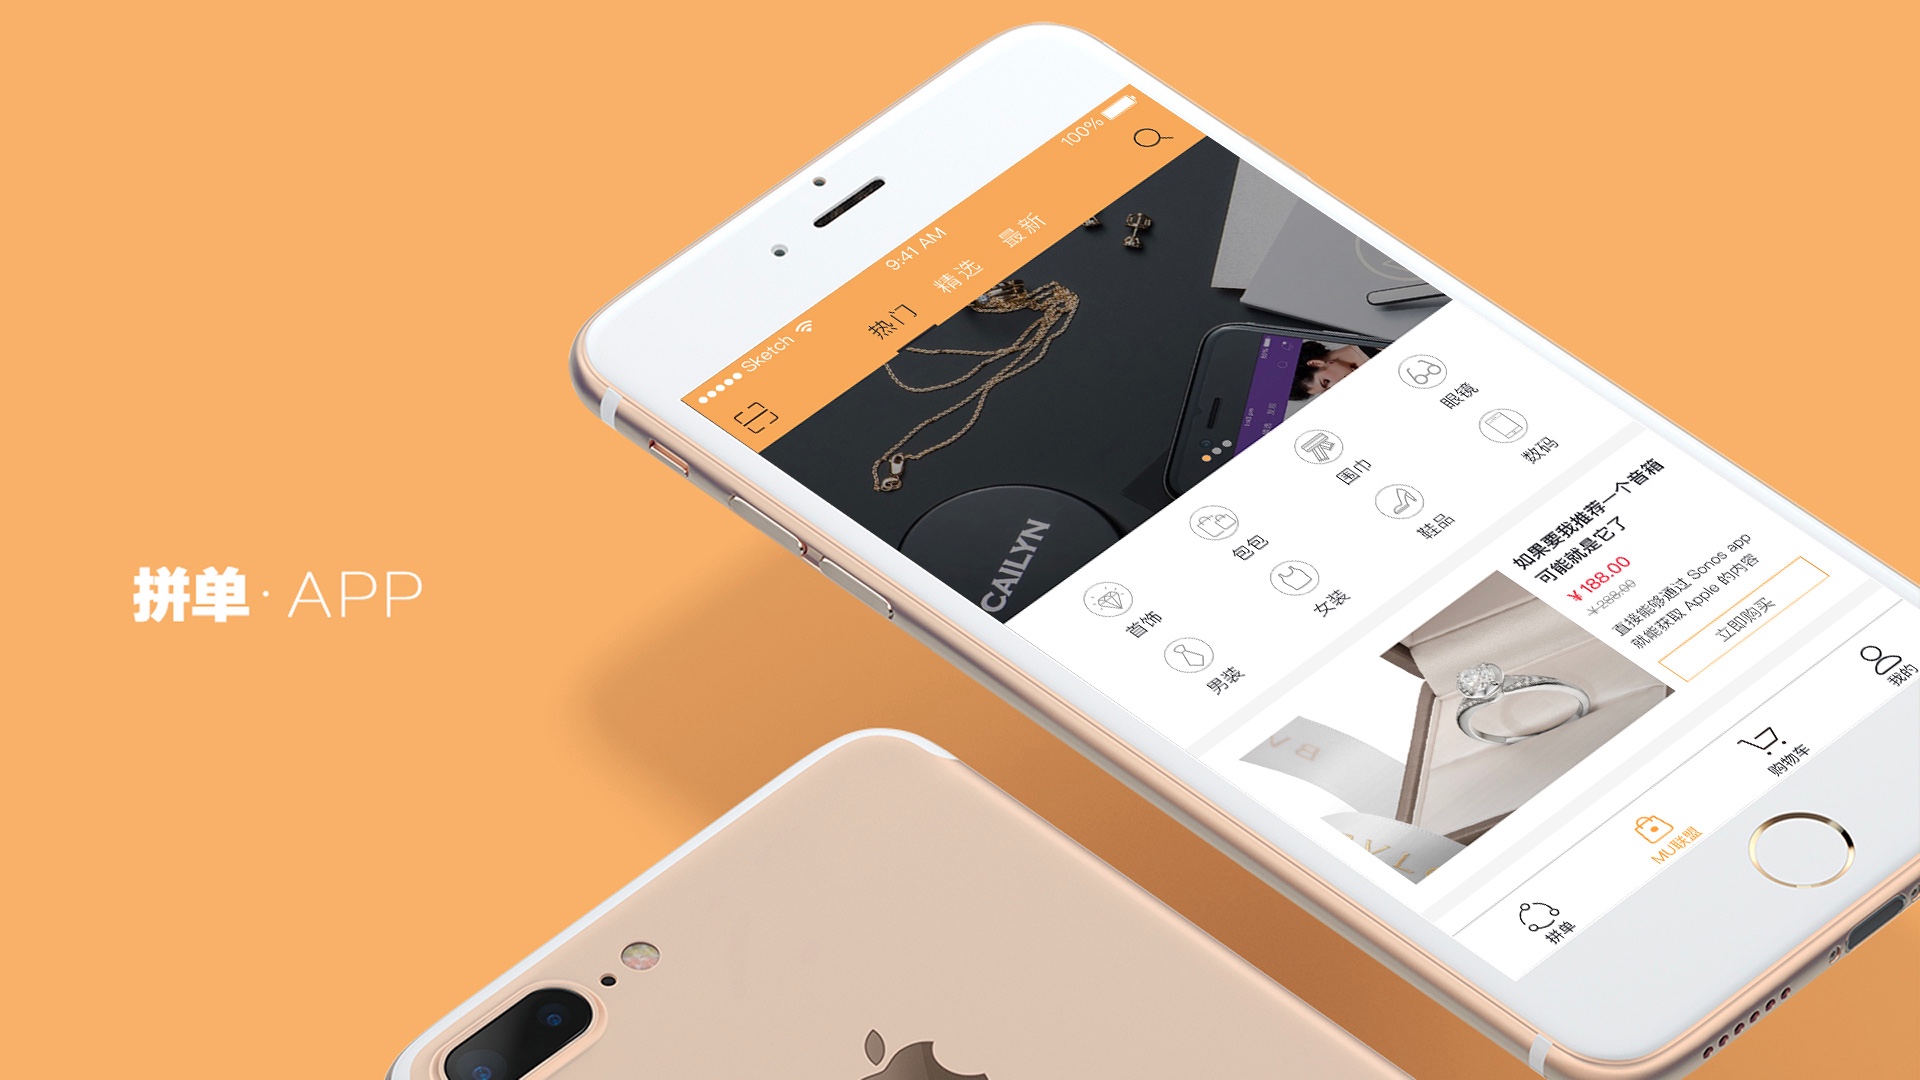 拼单 · APP
Sketch
9:41 AM
100%
热门
精选
最新
CAILYN
首饰
包包
围巾
眼镜
男装
女装
鞋品
数码
如果要我推荐一个音箱
可能就是它了
¥188.00
¥288.00
直接能够通过 Sonos app
就能获取 Apple 的内容
立即购买
拼单
MU联盟
购物车
我的